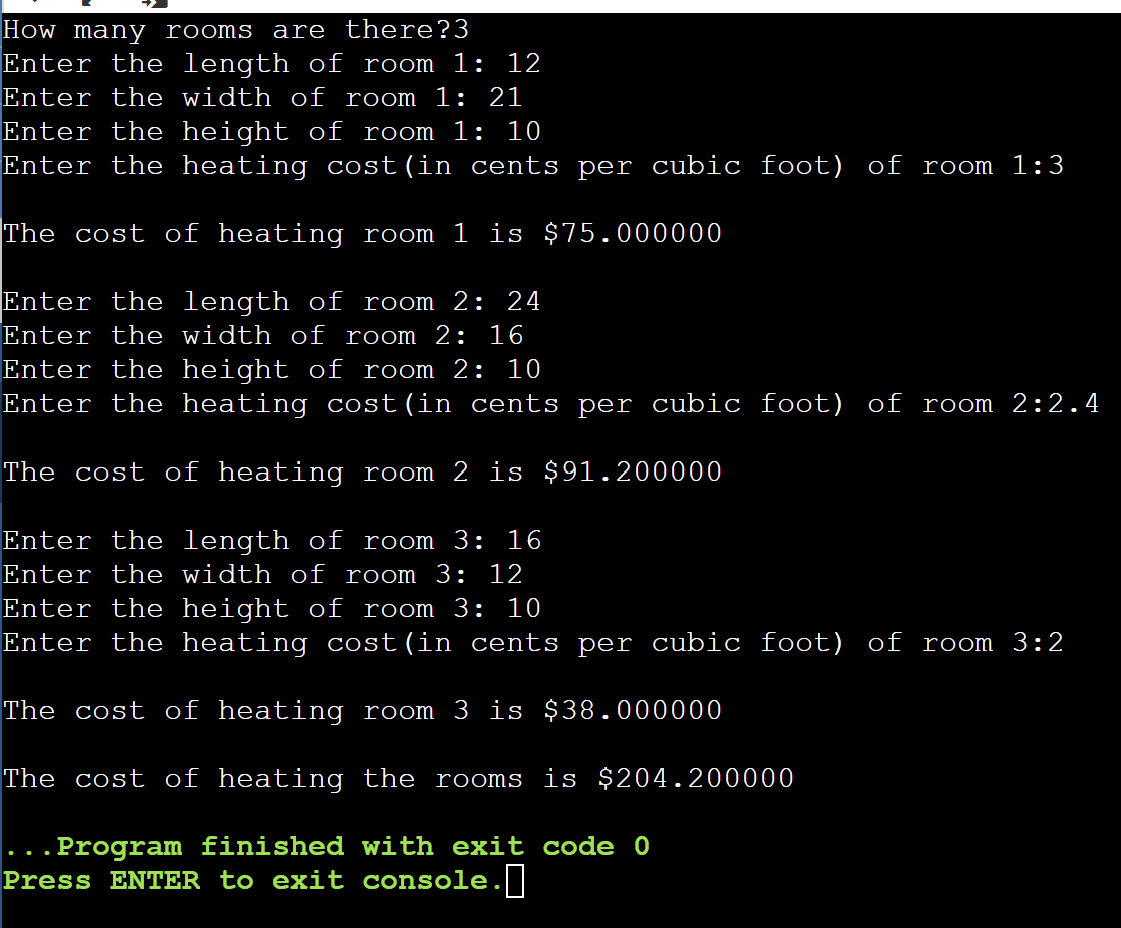 How many rooms are there?3
Enter the length of room 1: 12
Enter the width of room 1: 21
Enter the height of room 1: 10
Enter the heating cost(in cents per cubic foot) of room 1:3
The cost of heating room 1 is $75.000000
Enter the length of room 2: 24
Enter the width of room 2: 16
Enter the height of room 2: 10
Enter the heating cost(in cents per cubic foot) of room 2:2.4
The cost of heating room 2 is $91.200000
Enter the length of room 3: 16
Enter the width of room 3: 12
Enter the height of room 3: 10
Enter the heating cost(in cents per cubic foot) of room 3:2
The cost of heating room 3 is $38.000000
The cost of heating the rooms is $204.200000
...Program finished with exit code 0
Press ENTER to exit console.